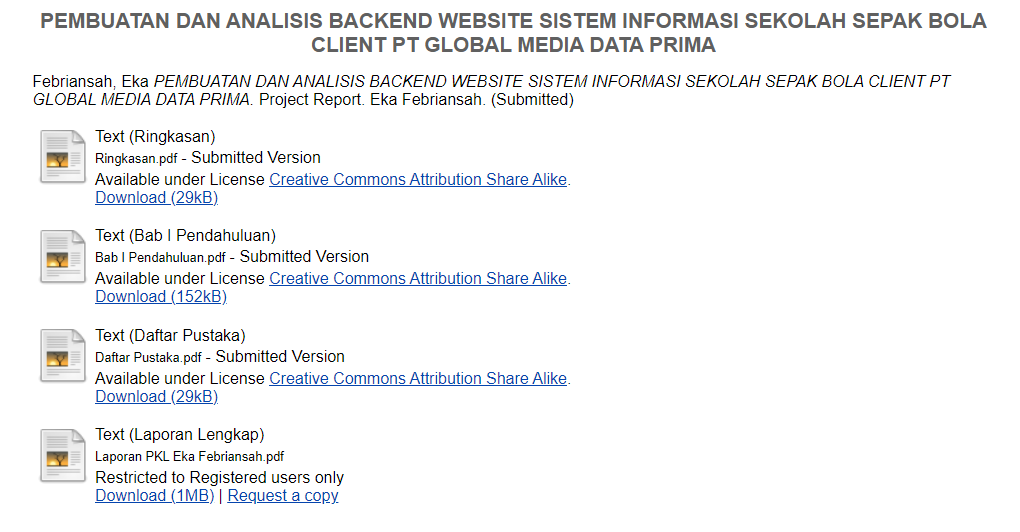 PEMBUATAN DAN ANALISIS BACKEND WEBSITE SISTEM INFORMASI SEKOLAH SEPAK BOLA
CLIENT PT GLOBAL MEDIA DATA PRIMA
Febriansah, Eka PEMBUATAN DAN ANALISIS BACKEND WEBSITE SISTEM INFORMASI SEKOLAH SEPAK BOLA CLIENT PT
GLOBAL MEDIA DATA PRIMA. Project Report. Eka Febriansah. (Submitted)
Text (Ringkasan)
Ringkasan.pdf - Submitted Version
Available under License Creative Commons Attribution Share Alike.
Download (29kB)
Text (Bab I Pendahuluan)
Bab I Pendahuluan.pdf - Submitted Version
Available under License Creative Commons Attribution Share Alike.
Download (152kB)
Text (Daftar Pustaka)
Daftar Pustaka.pdf - Submitted Version
Available under License Creative Commons Attribution Share Alike.
Download (29kB)
Text (Laporan Lengkap)
Laporan PKL Eka Febriansah.pdf
Restricted to Registered users only
Download (1MB) | Request a copy